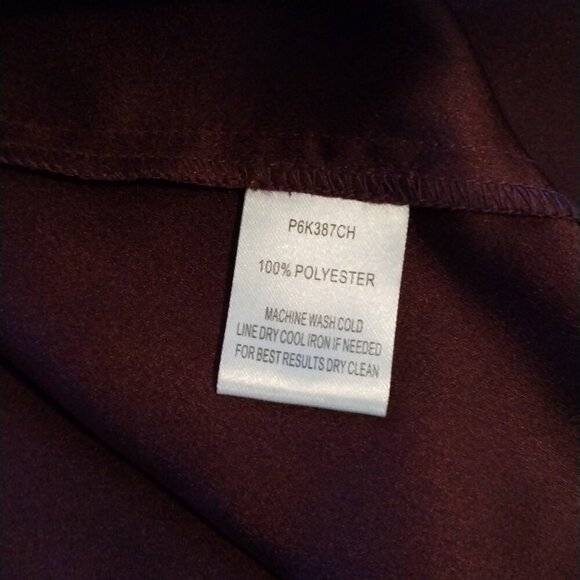 P6K387CH
100% POLYESTER
MACHINE WASH COLD
LINE DRY COOL IRON IF NEEDED
FOR BEST RESULTS DRY CLEAN